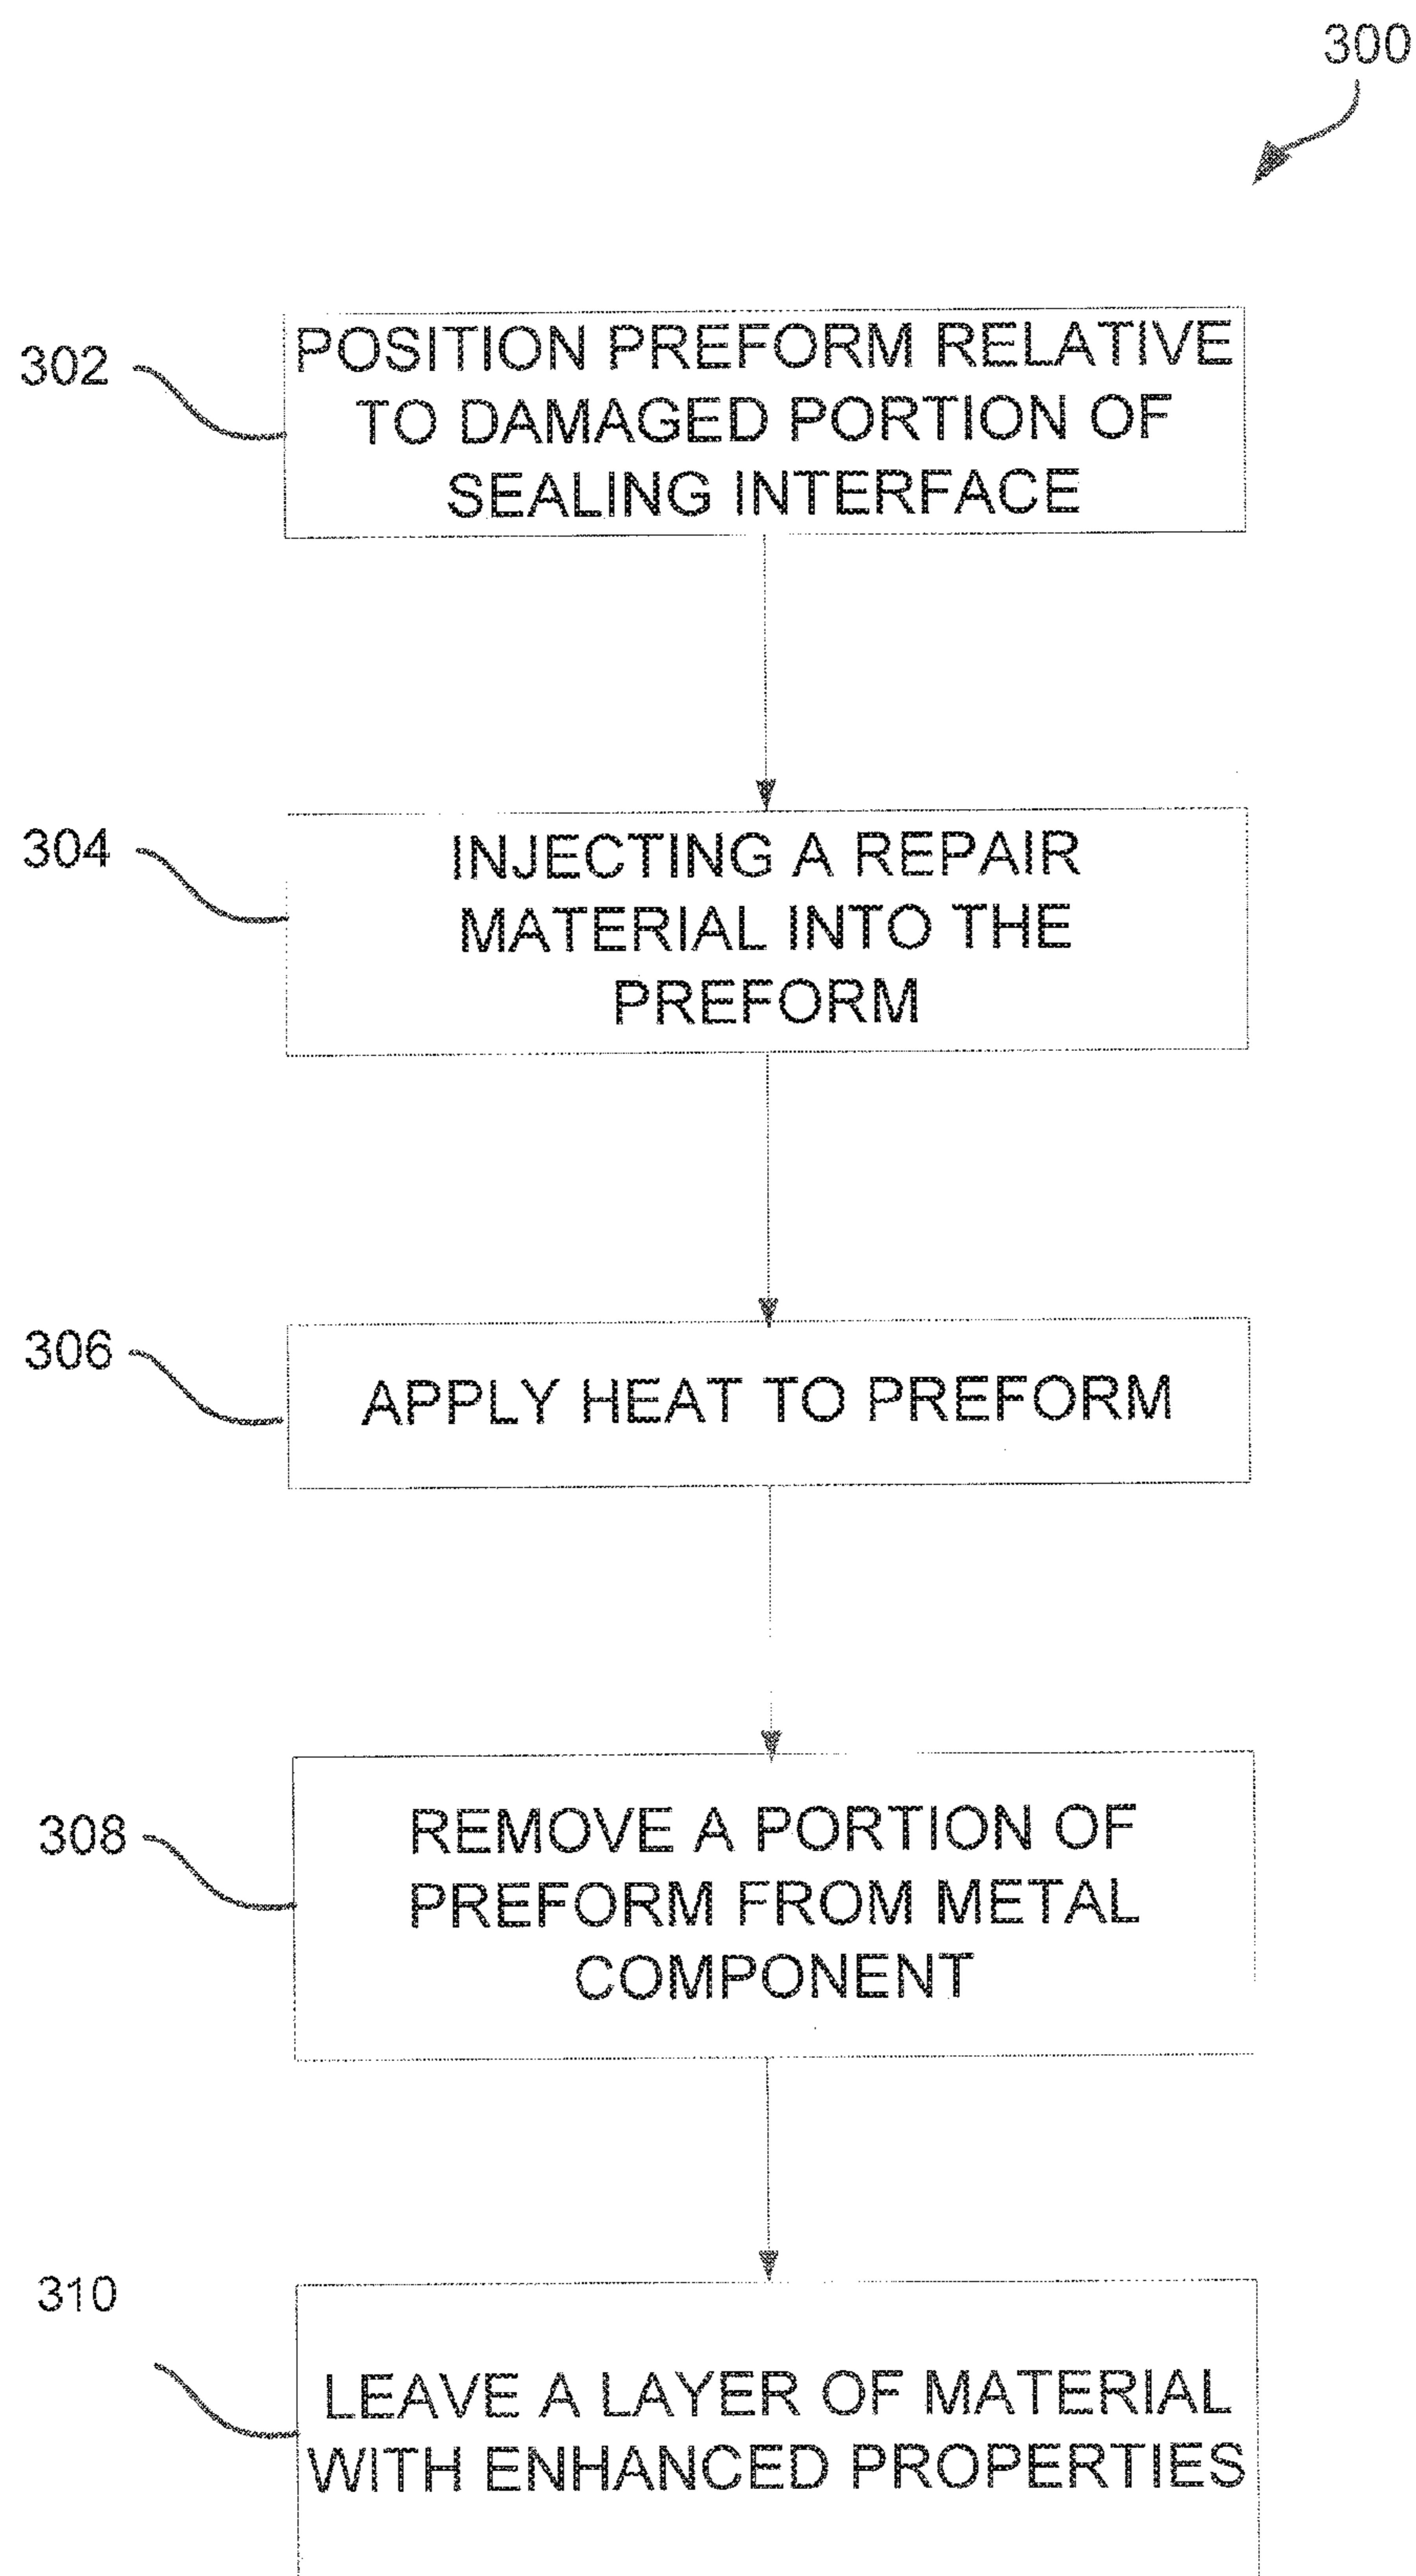 300
302
POSITION PREFORM RELATIVE
TO DAMAGED PORTION OF
SEALING INTERFACE
304
INJECTING A REPAIR
MATERIAL INTO THE
PREFORM
306
APPLY HEAT TO PREFORM
308
REMOVE A PORTION OF
PREFORM FROM METAL
COMPONENT
310
LEAVE A LAYER OF MATERIAL
WITH ENHANCED PROPERTIES